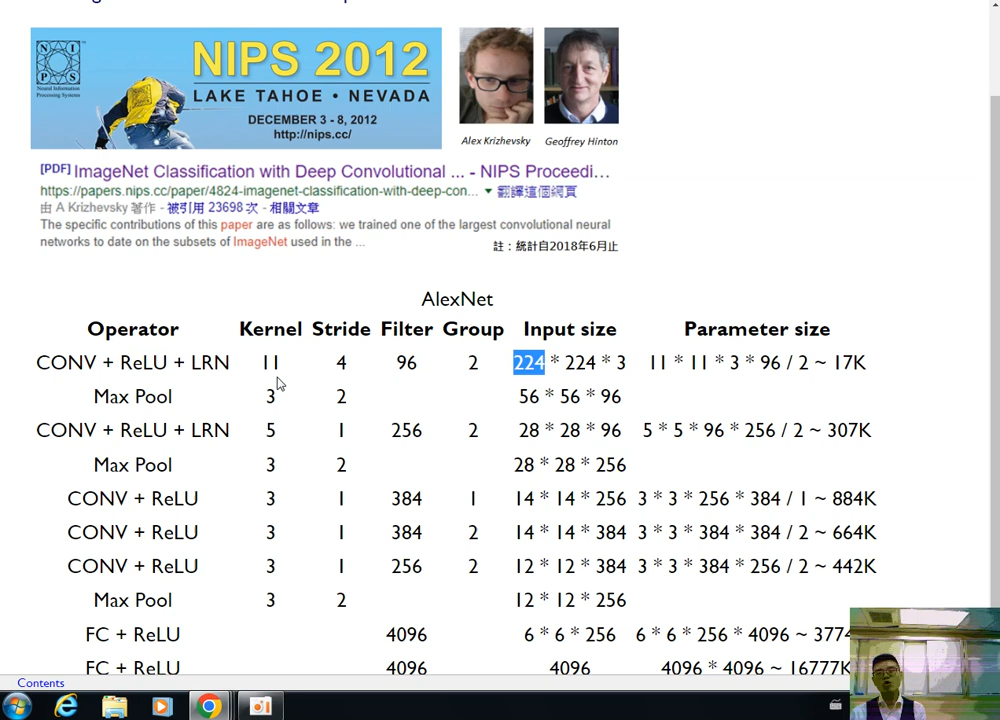 NIPS 2012
LAKE TAHOE • NEVADA
DECEMBER 3 - 8, 2012
http://nips.cc/
N I
P S
Neural Information
Processing Systems
Alex Krizhevsky
Geoffrey Hinton
[PDF] ImageNet Classification with Deep Convolutional ... - NIPS Proceedi...
https://papers.nips.cc/paper/4824-imagenet-classification-with-deep-con... ▼ 翻譯這個網頁
由 A Krizhevsky 著作 - 被引用 23698 次 - 相關文章
The specific contributions of this paper are as follows: we trained one of the largest convolutional neural
networks to date on the subsets of ImageNet used in the ...
註：統計自2018年6月止
AlexNet
Operator Kernel Stride Filter Group Input size Parameter size
CONV + ReLU + LRN 11 4 96 2 224 * 224 * 3 11 * 11 * 3 * 96 / 2 ~ 17K
Max Pool 3 2 56 * 56 * 96
CONV + ReLU + LRN 5 1 256 2 28 * 28 * 96 5 * 5 * 96 * 256 / 2 ~ 307K
Max Pool 3 2 28 * 28 * 256
CONV + ReLU 3 1 384 1 14 * 14 * 256 3 * 3 * 256 * 384 / 1 ~ 884K
CONV + ReLU 3 1 384 2 14 * 14 * 384 3 * 3 * 384 * 384 / 2 ~ 664K
CONV + ReLU 3 1 256 2 12 * 12 * 384 3 * 3 * 384 * 256 / 2 ~ 442K
Max Pool 3 2 12 * 12 * 256
FC + ReLU 4096 6 * 6 * 256 6 * 6 * 256 * 4096 ~ 3774
FC + ReLU 4096 4096 4096 * 4096 ~ 16777K
Contents